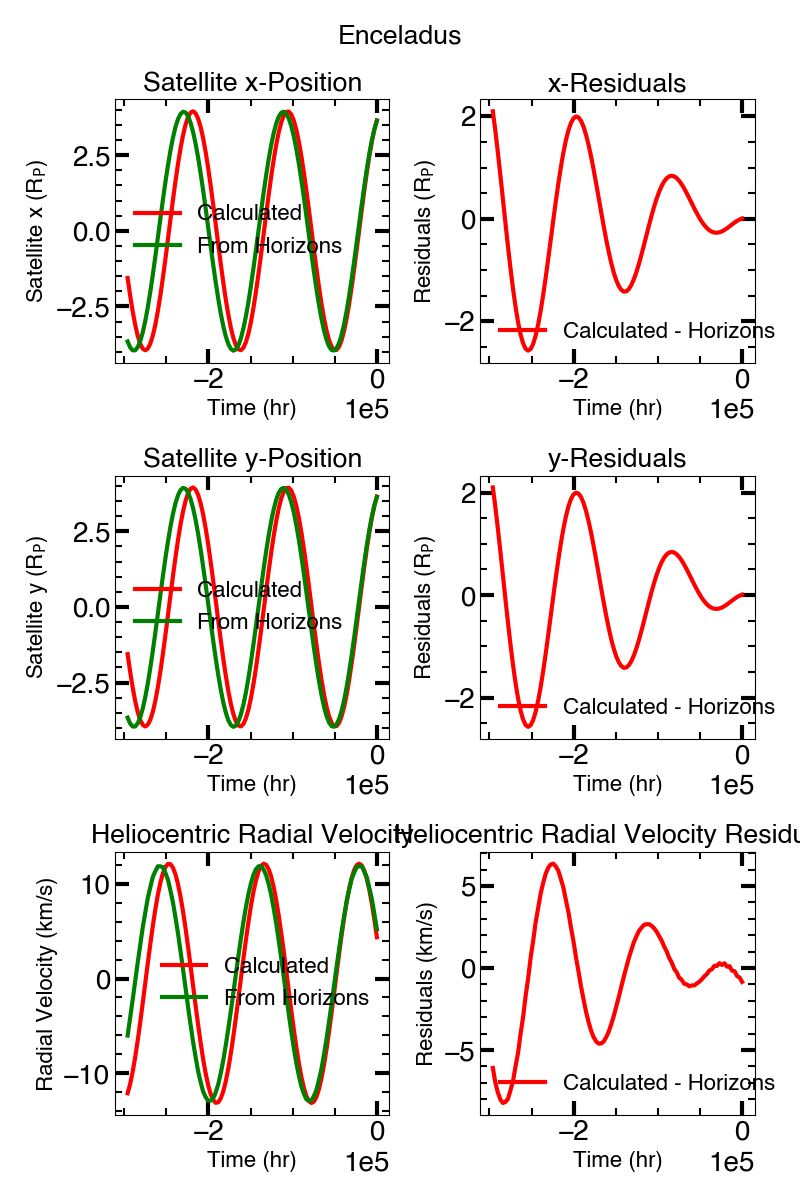 Enceladus
Satellite x-Position
x-Residuals
Satellite x (RP)
2.5
0.0
−2.5
Calculated
From Horizons
−2
0
Time (hr)
1e5
Residuals (RP)
2
0
−2
Calculated - Horizons
−2
0
Time (hr)
1e5
Satellite y-Position
y-Residuals
Satellite y (RP)
2.5
0.0
−2.5
Calculated
From Horizons
−2
0
Time (hr)
1e5
Residuals (RP)
2
0
−2
Calculated - Horizons
−2
0
Time (hr)
1e5
Heliocentric Radial Velocity
Heliocentric Radial Velocity Resid
Radial Velocity (km/s)
10
0
−10
Calculated
From Horizons
−2
0
Time (hr)
1e5
Residuals (km/s)
5
0
−5
Calculated - Horizons
−2
0
Time (hr)
1e5